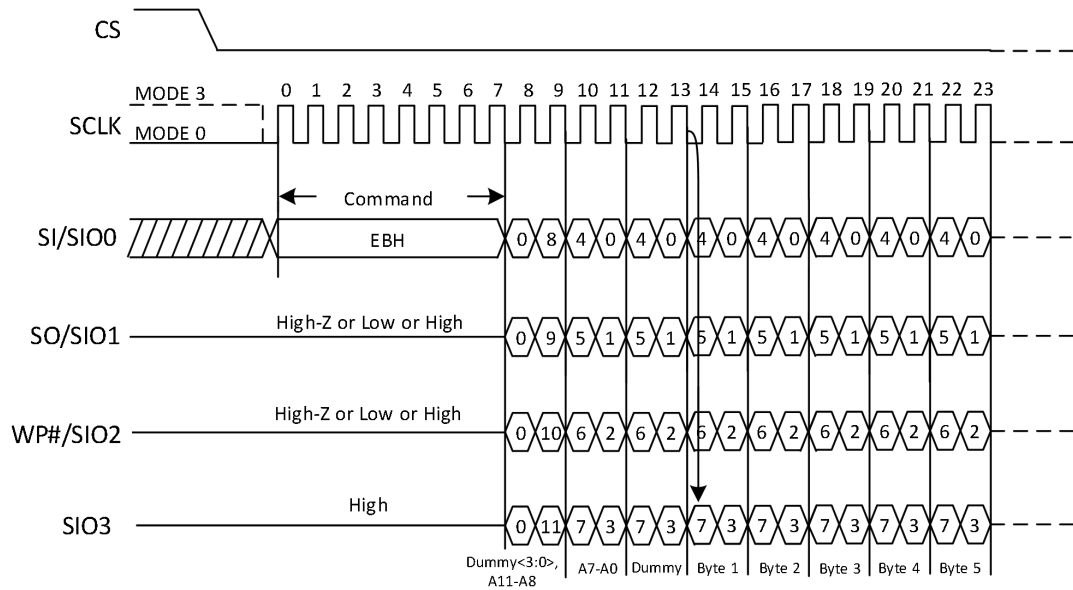 CS
MODE 3
0 1 2 3 4 5 6 7 8 9 10 11 12 13 14 15 16 17 18 19 20 21 22 23
SCLK
MODE 0
Command
SI/SIO0
EBH
0 8 4 0 4 0 4 0 4 0 4 0 4 0 4 0
High-Z or Low or High
SO/SIO1
0 9 5 1 5 1 5 1 5 1 5 1 5 1 5 1
High-Z or Low or High
WP#/SIO2
0 10 6 2 6 2 6 2 6 2 6 2 6 2 6 2
High
SIO3
0 11 7 3 7 3 7 3 7 3 7 3 7 3 7 3
Dummy<3:0>,
A11-A8
A7-A0
Dummy
Byte 1
Byte 2
Byte 3
Byte 4
Byte 5